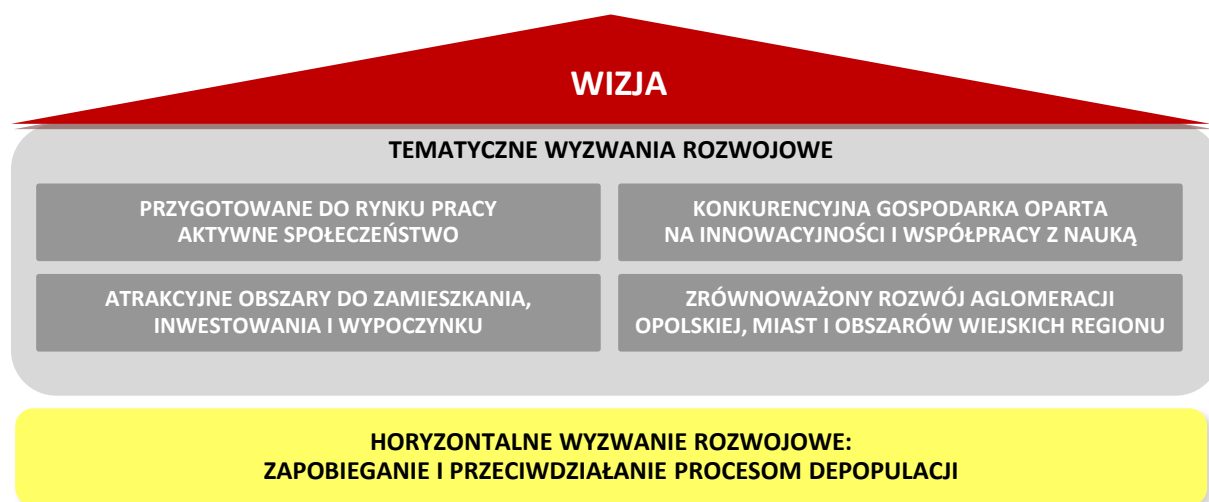 WIZJA
TEMATYCZNE WYZWANIA ROZWOJOWE
PRZYGOTOWANE DO RYNKU PRACY
AKTYWNE SPOŁECZEŃSTWO
KONKURENCYJNA GOSPODARKA OPARTA
NA INNOWACYJNOŚCI I WSPÓŁPRACY Z NAUKĄ
ATRAKCYJNE OBSZARY DO ZAMIESZKANIA,
INWESTOWANIA I WYPOCZYNKU
ZRÓWNOWAŻONY ROZWÓJ AGLOMERACJI
OPOLSKIEJ, MIAST I OBSZARÓW WIEJSKICH REGIONU
HORYZONTALNE WYZWANIE ROZWOJOWE:
ZAPOBIEGANIE I PRZECIWDZIAŁANIE PROCESOM DEPOPULACJI